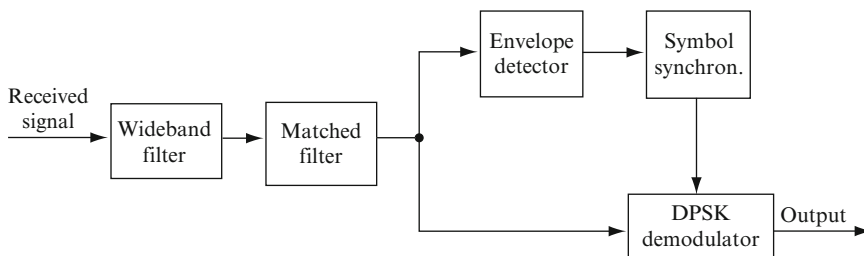 Received
signal
Wideband
filter
Matched
filter
Envelope
detector
Symbol
synchron.
DPSK
demodulator
Output